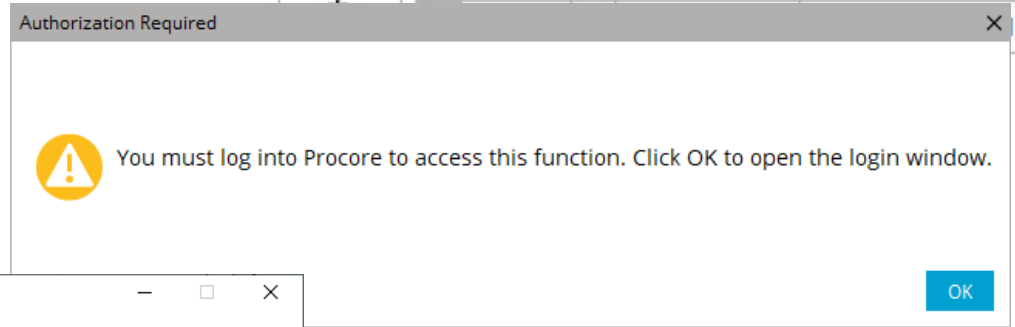 Authorization Required
You must log into Procore to access this function. Click OK to open the login window.
OK